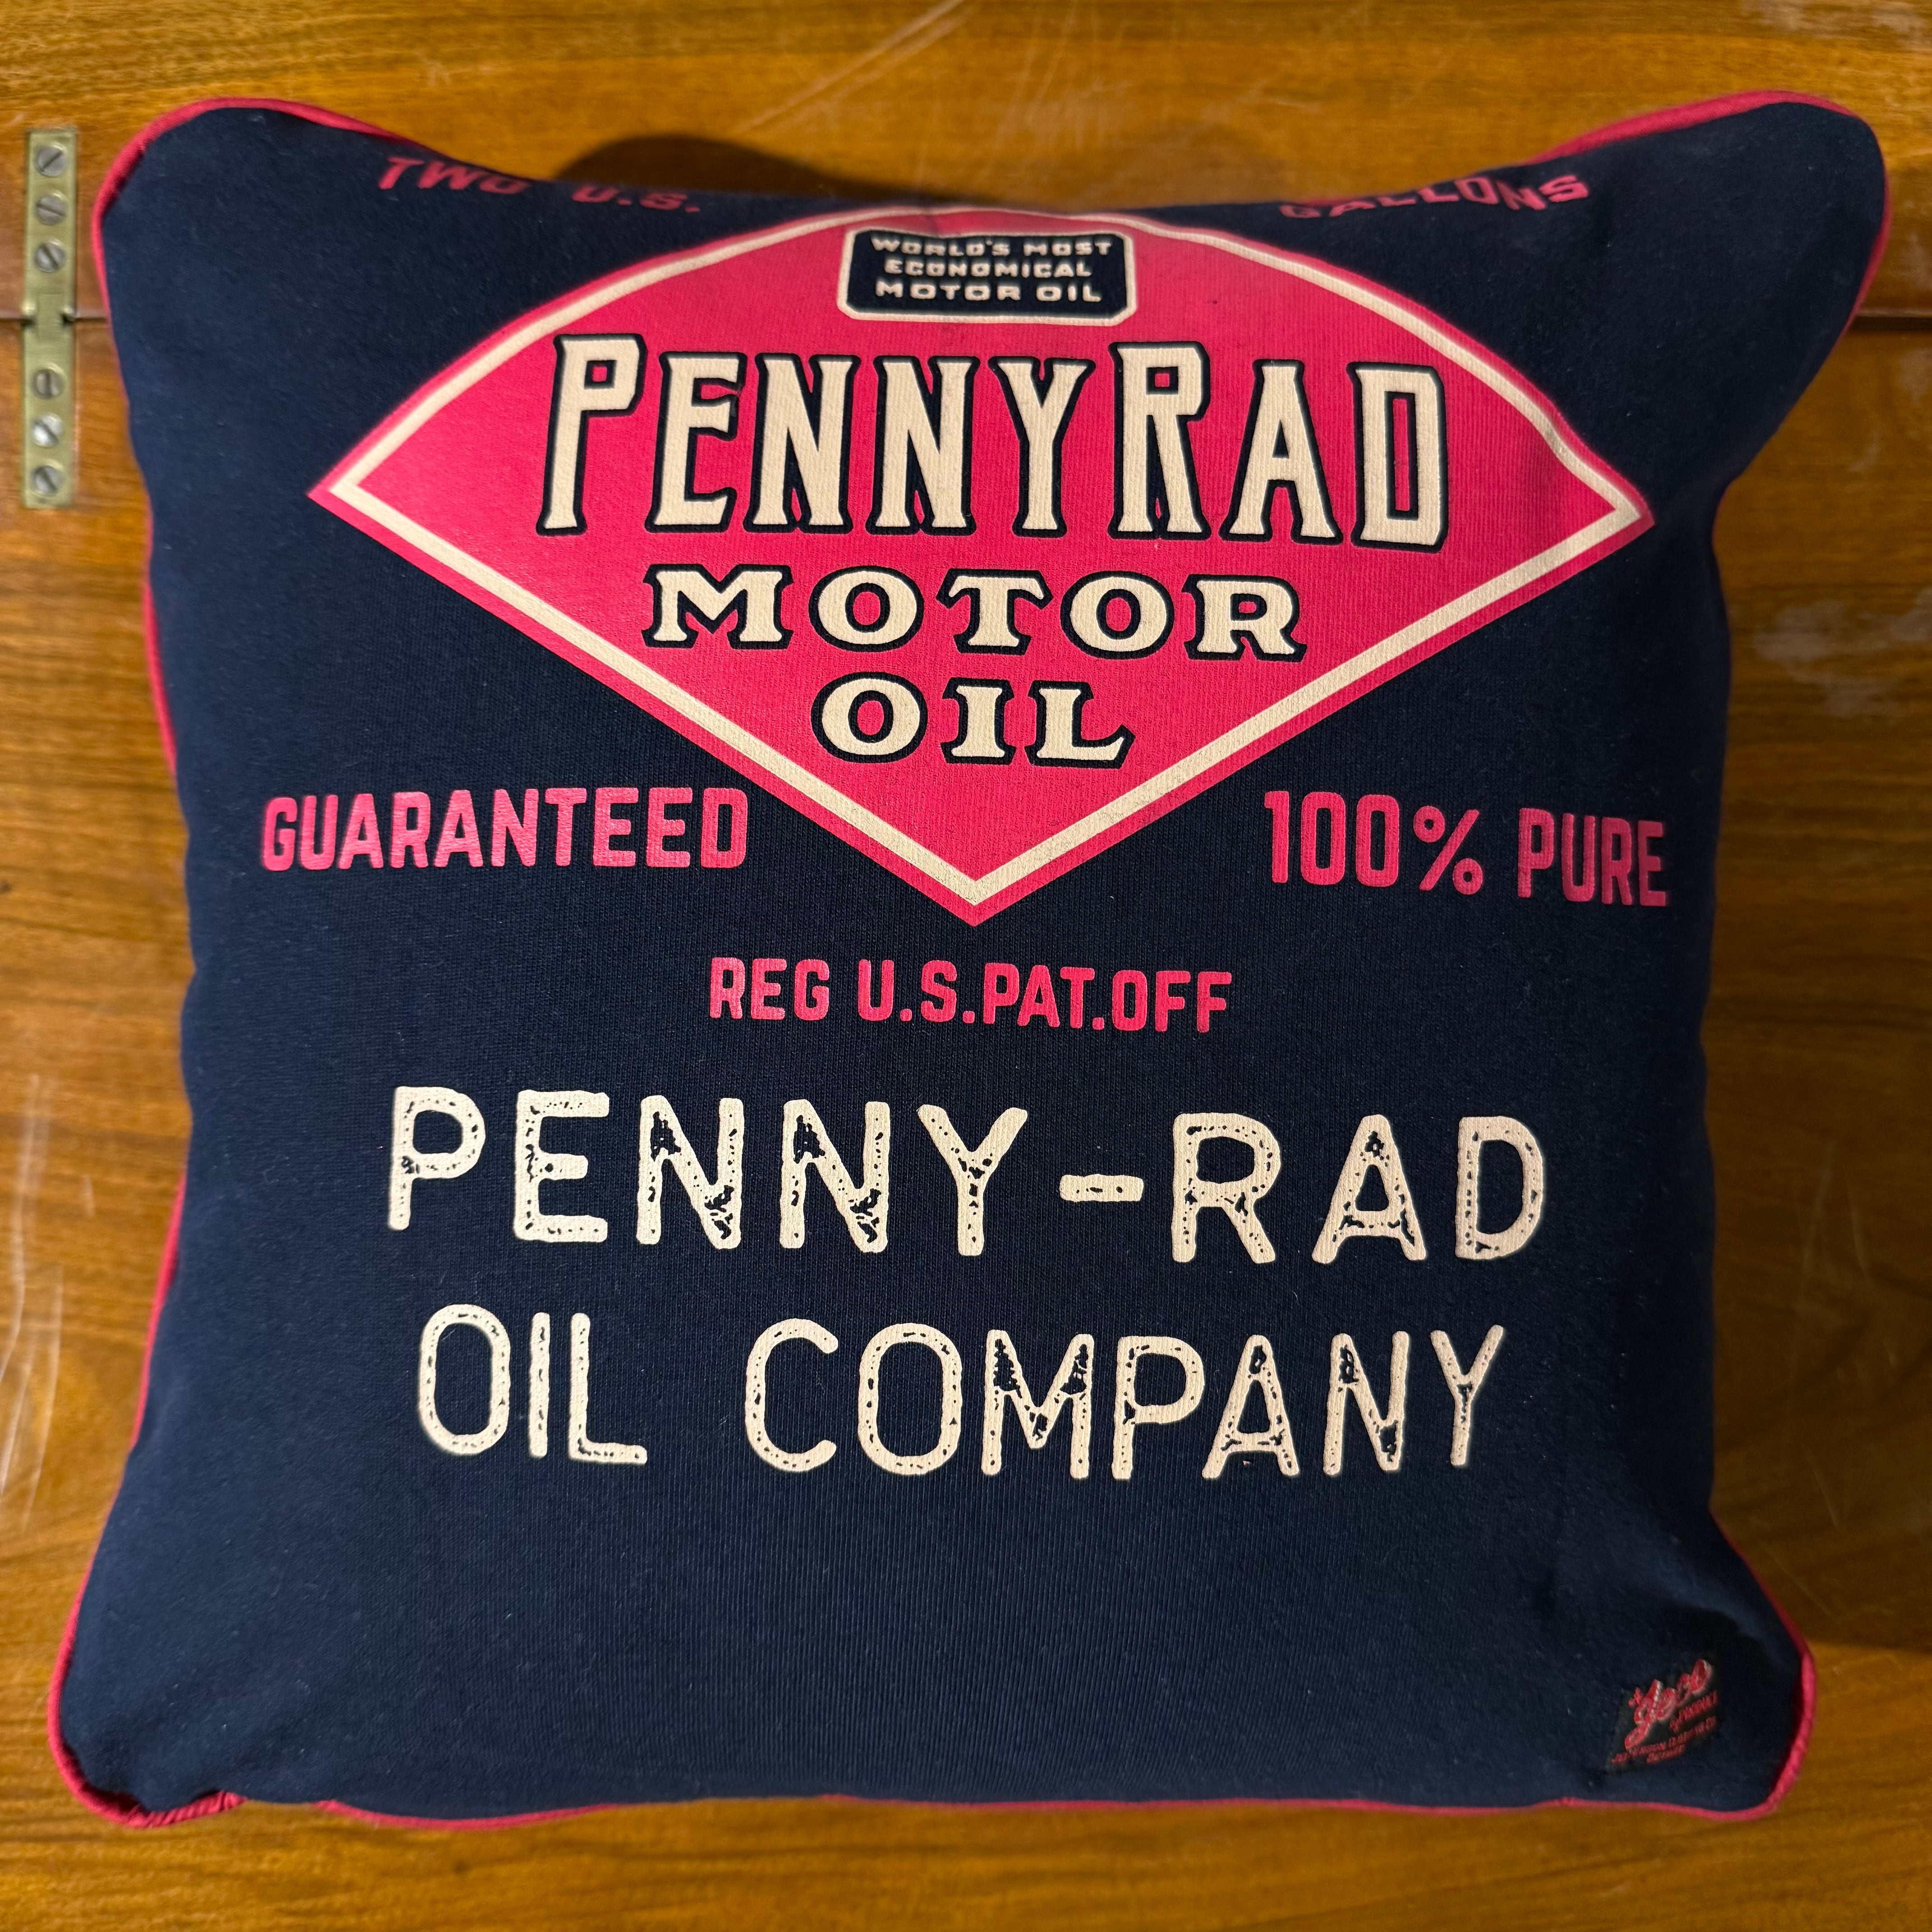 TWO U.S. GALLONS
WORLD'S MOST
ECONOMICAL
MOTOR OIL
PENNYRAD
MOTOR
OIL
GUARANTEED 100% PURE
REG U.S.PAT.OFF
PENNY-RAD
OIL COMPANY
PRODUCT